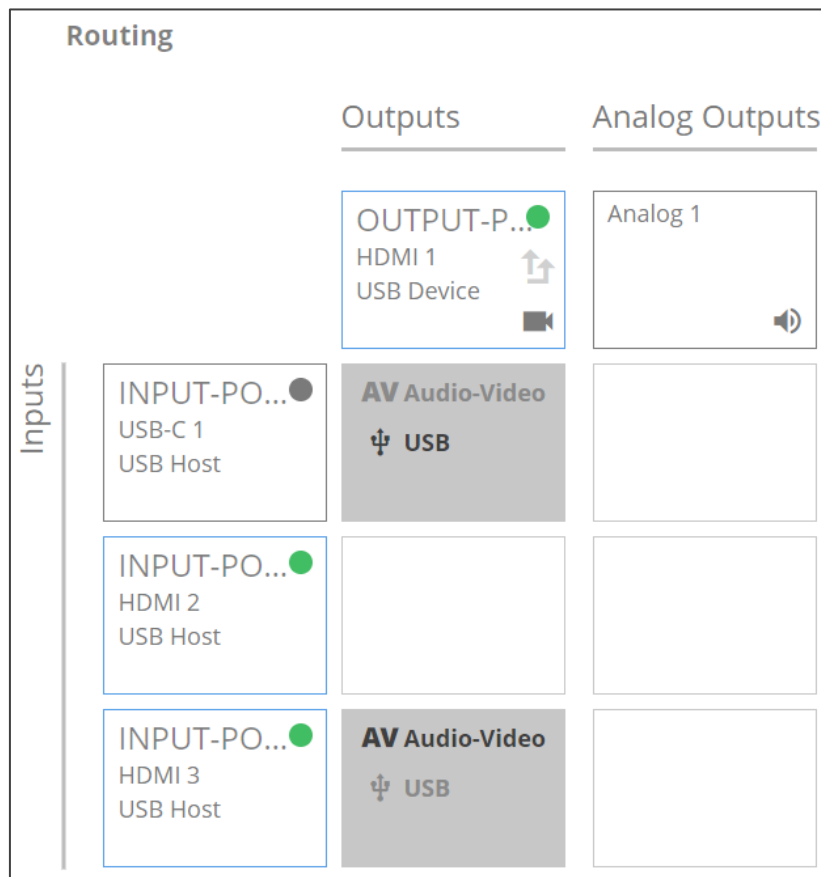 Routing
Outputs
Analog Outputs
OUTPUT-P...
HDMI 1
USB Device
Analog 1
Inputs
INPUT-PO...
USB-C 1
USB Host
AV Audio-Video
USB
INPUT-PO...
HDMI 2
USB Host
INPUT-PO...
HDMI 3
USB Host
AV Audio-Video
USB